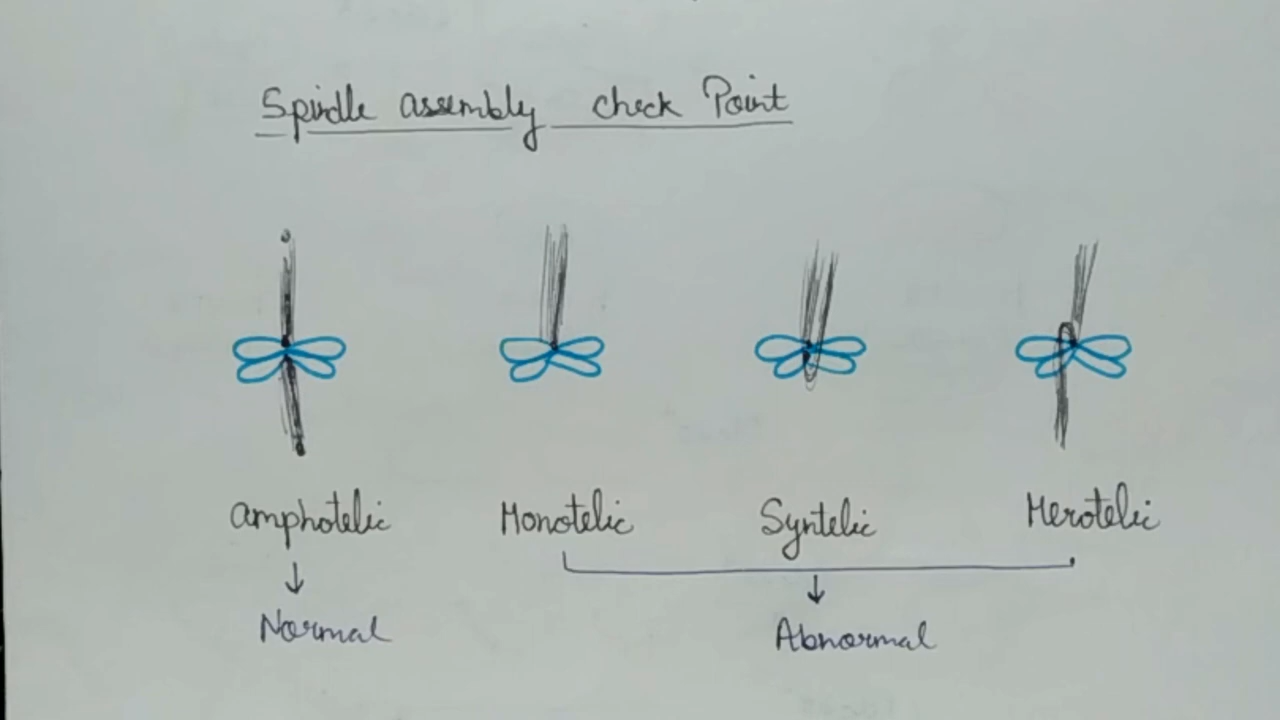 Spindle assembly check Point
amphotelic Monotelic Syntelic Merotelic
Normal Abnormal